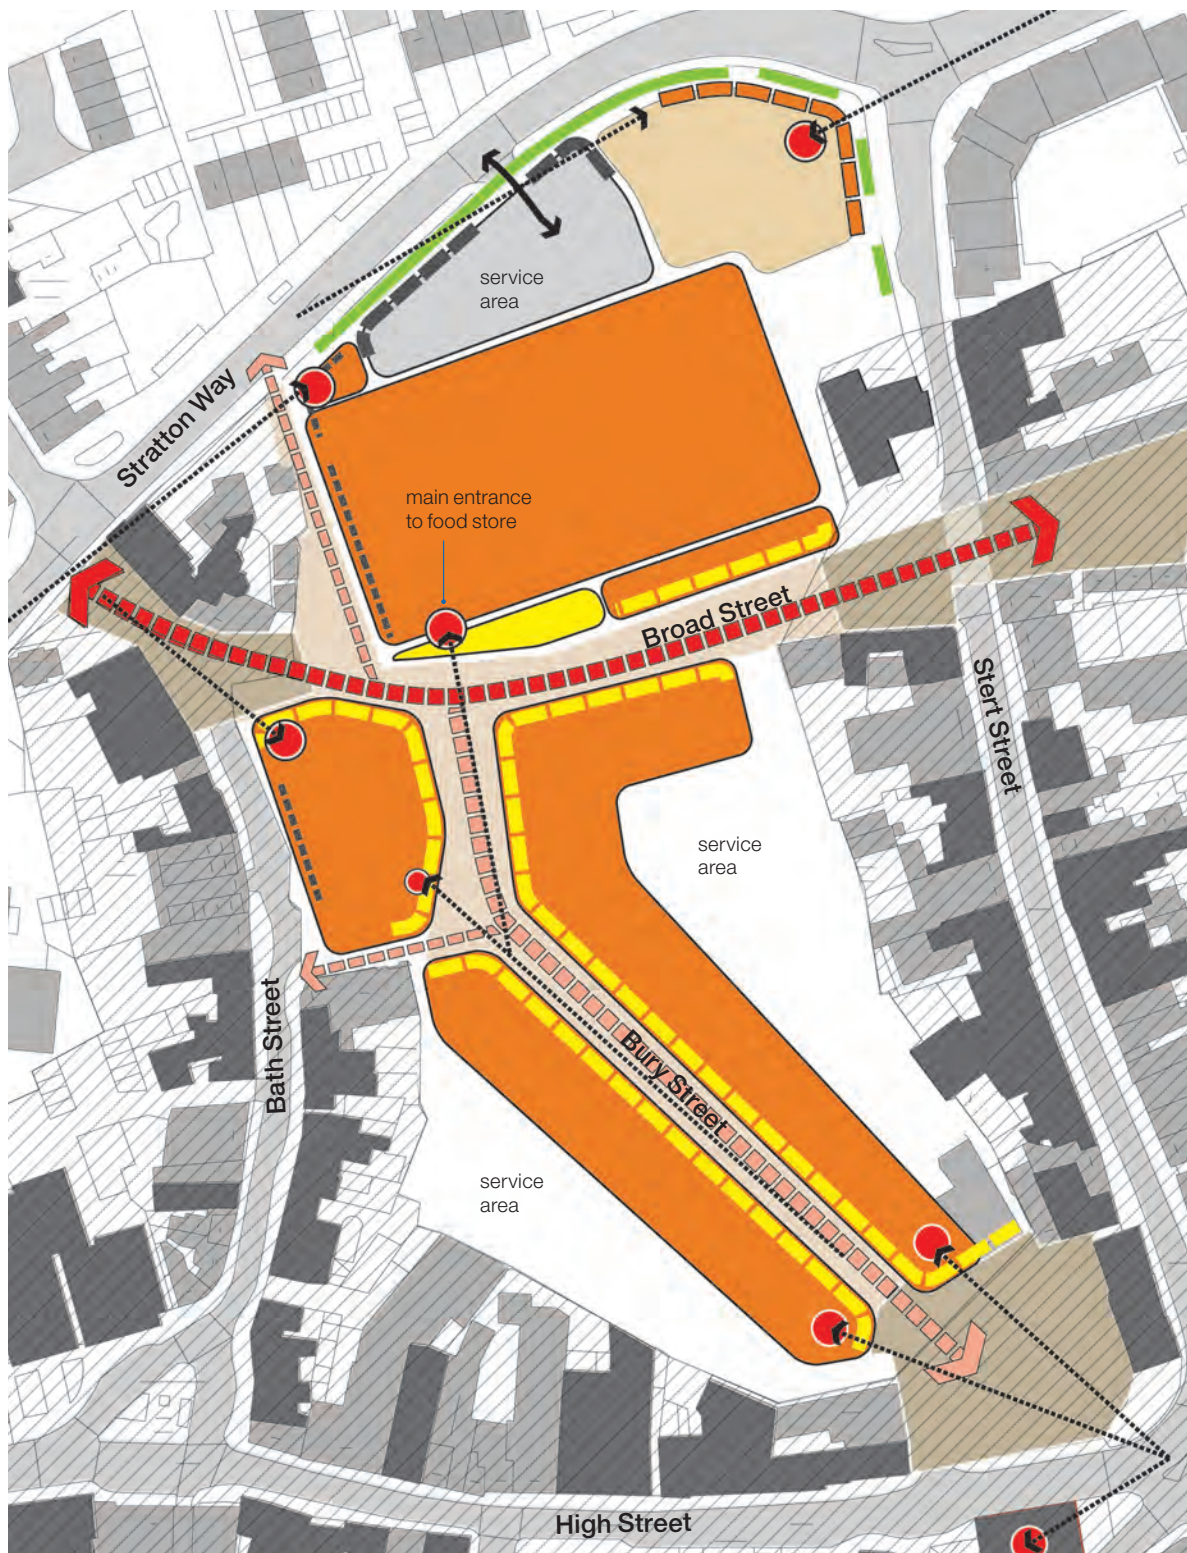 service
area
Stratton Way
main entrance
to food store
Broad Street
Stert Street
service
area
Bath Street
Bury Street
service
area
High Street